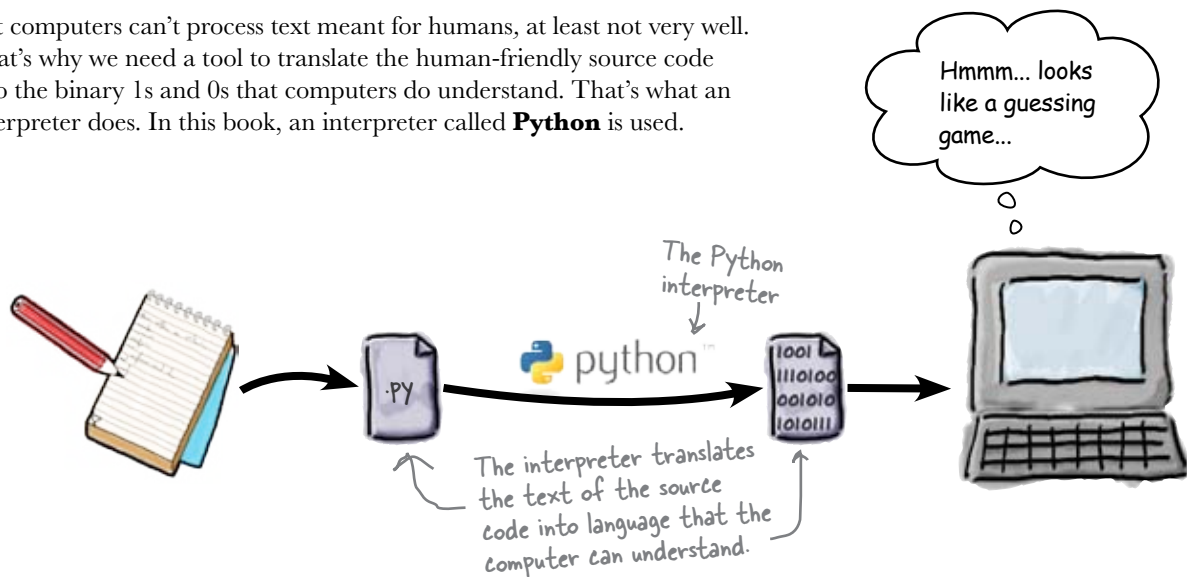 t computers can’t process text meant for humans, at least not very well.
at’s why we need a tool to translate the human-friendly source code
o the binary 1s and 0s that computers do understand. That’s what an
erpreter does. In this book, an interpreter called Python is used.
Hmmm... looks
like a guessing
game...
The Python
interpreter
.PY
python™
1001
1110100
001010
1010111
The interpreter translates
the text of the source
code into language that the
computer can understand.